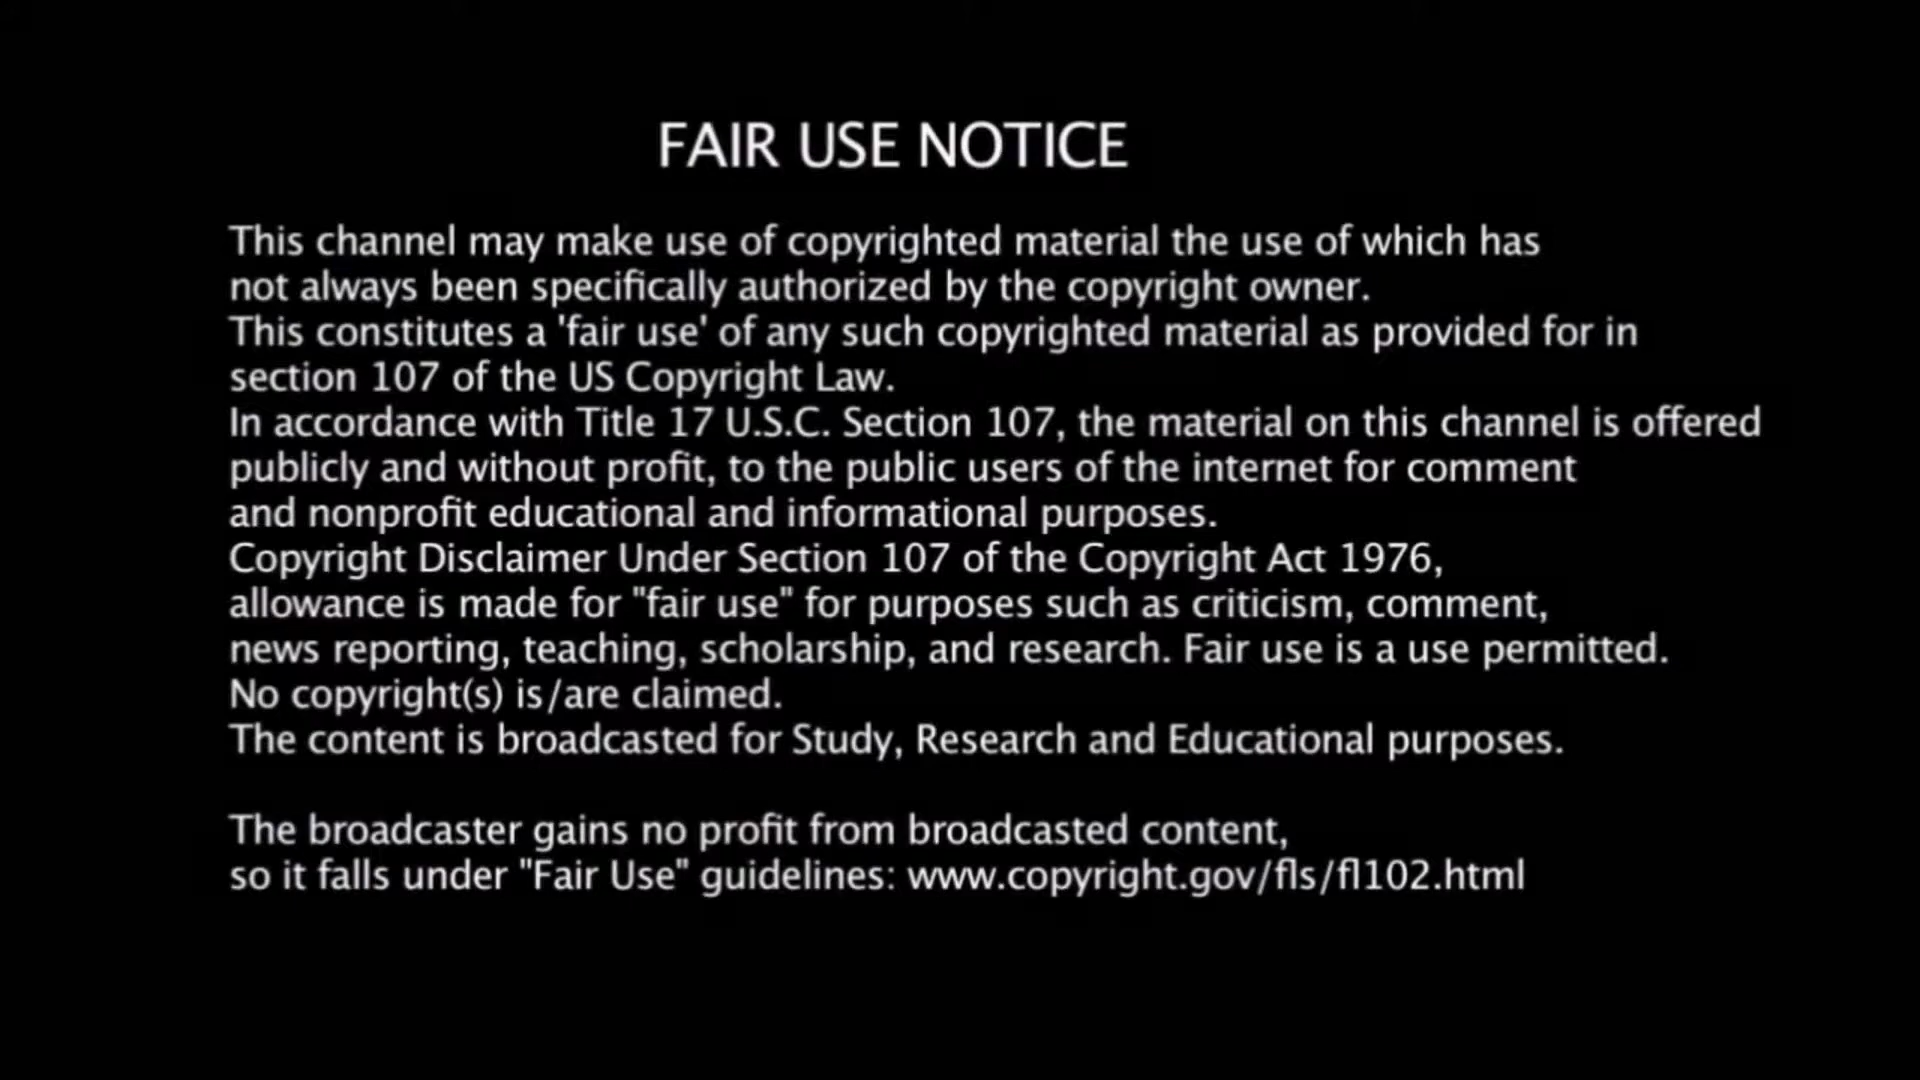 FAIR USE NOTICE
This channel may make use of copyrighted material the use of which has
not always been specifically authorized by the copyright owner.
This constitutes a 'fair use' of any such copyrighted material as provided for in
section 107 of the US Copyright Law.
In accordance with Title 17 U.S.C. Section 107, the material on this channel is offered
publicly and without profit, to the public users of the internet for comment
and nonprofit educational and informational purposes.
Copyright Disclaimer Under Section 107 of the Copyright Act 1976,
allowance is made for "fair use" for purposes such as criticism, comment,
news reporting, teaching, scholarship, and research. Fair use is a use permitted.
No copyright(s) is/are claimed.
The content is broadcasted for Study, Research and Educational purposes.
The broadcaster gains no profit from broadcasted content,
so it falls under "Fair Use" guidelines: www.copyright.gov/fls/fl102.html